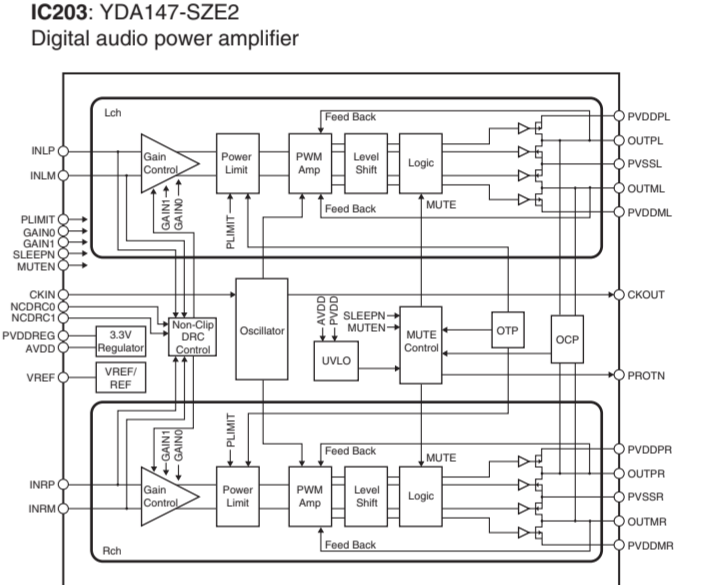 IC203: YDA147-SZE2
Digital audio power amplifier
Lch
Feed Back
PVDDPL
OUTPL
PVSSL
OUTML
PVDDML
INLP
INLM
Gain
Control
GAIN1
GAIN0
Power
Limit
PLIMIT
PWM
Amp
Level
Shift
Logic
Feed Back
MUTE
PLIMIT
GAIN0
GAIN1
SLEEPN
MUTEN
CKIN
NCDRC0
NCDRC1
PVDDREG
AVDD
VREF
3.3V
Regulator
VREF/
REF
Non-Clip
DRC
Control
Oscillator
AVDD
PVDD
UVLO
SLEEPN
MUTEN
MUTE
Control
OTP
OCP
CKOUT
PROTN
GAIN1
GAIN0
PLIMIT
Feed Back
MUTE
PVDDPR
OUTPR
PVSSR
OUTMR
PVDDMR
INRP
INRM
Gain
Control
Power
Limit
PWM
Amp
Level
Shift
Logic
Feed Back
Rch